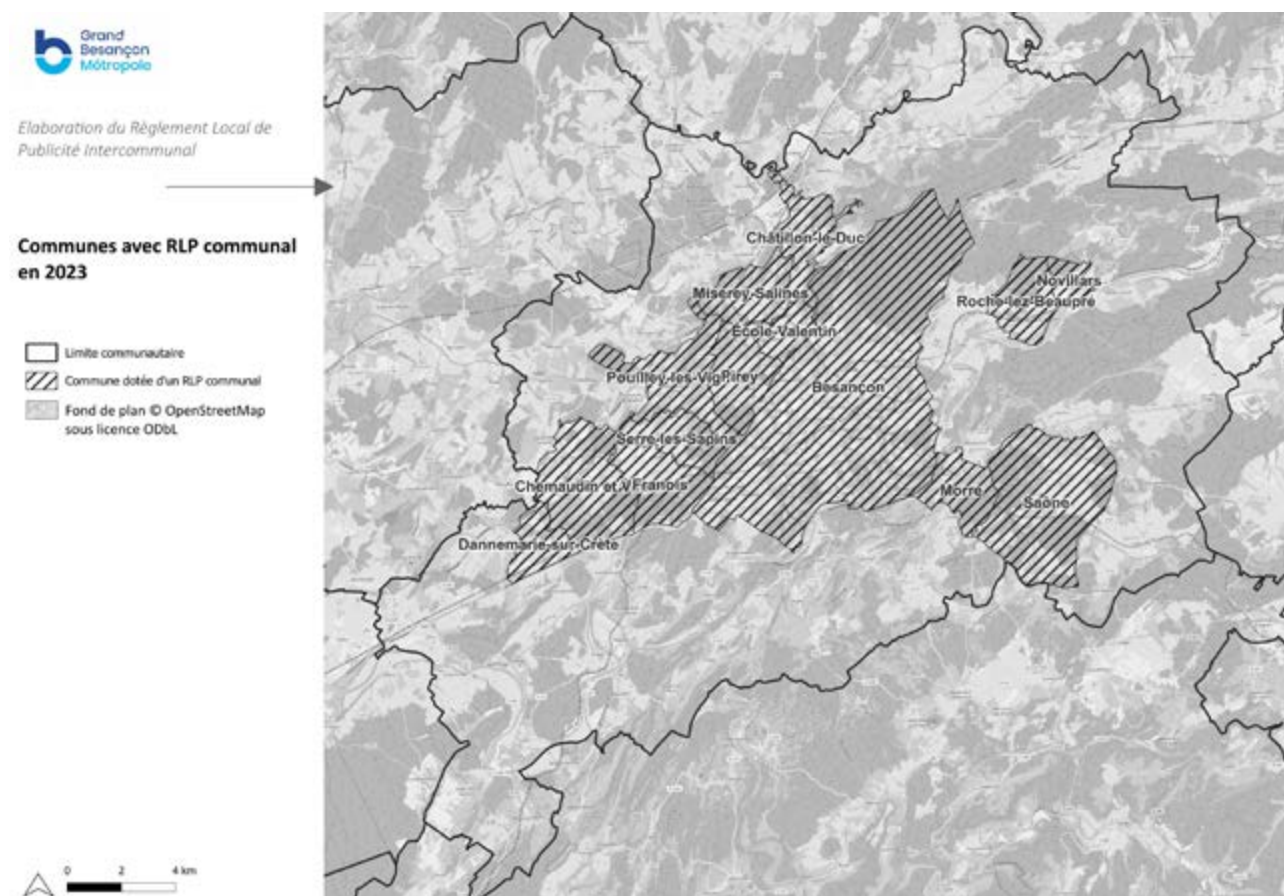 Grand
Besançon
Métropole
Elaboration du Règlement Local de
Publicité Intercommunal
Communes avec RLP communal
en 2023
Limite communautaire
Commune dotée d'un RLP communal
Fond de plan © OpenStreetMap
sous licence ODbL
0 2 4 km
Châtillon-le-Duc
Novillars
Miserey-Salines
Roche-lez-Beaupré
École-Valentin
Pouilley-les-Vig
Pirey
Besançon
Serre-les-Sapins
Chemaudin et V
Franois
Morre
Saône
Dannemarie-sur-Crète